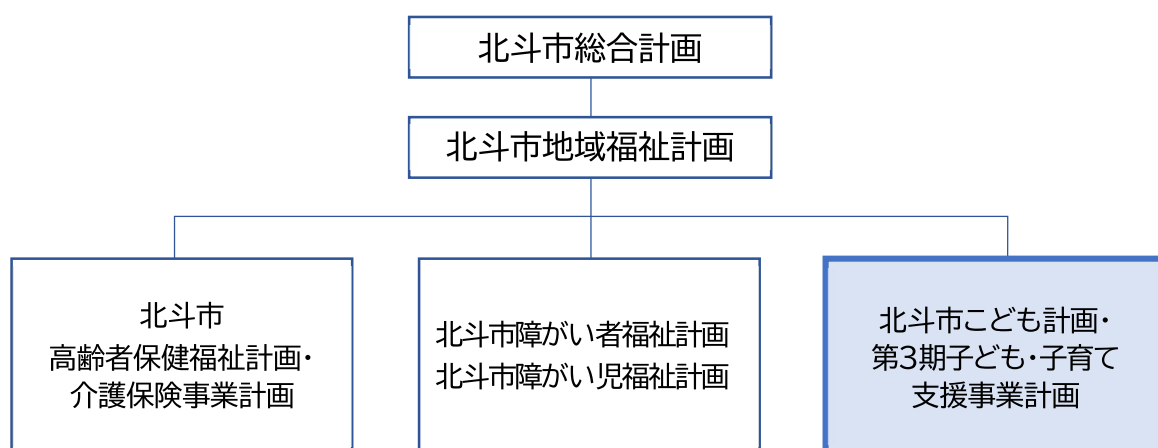 北斗市総合計画
北斗市地域福祉計画
北斗市
高齢者保健福祉計画・
介護保険事業計画
北斗市障がい者福祉計画
北斗市障がい児福祉計画
北斗市こども計画・
第3期子ども・子育て
支援事業計画